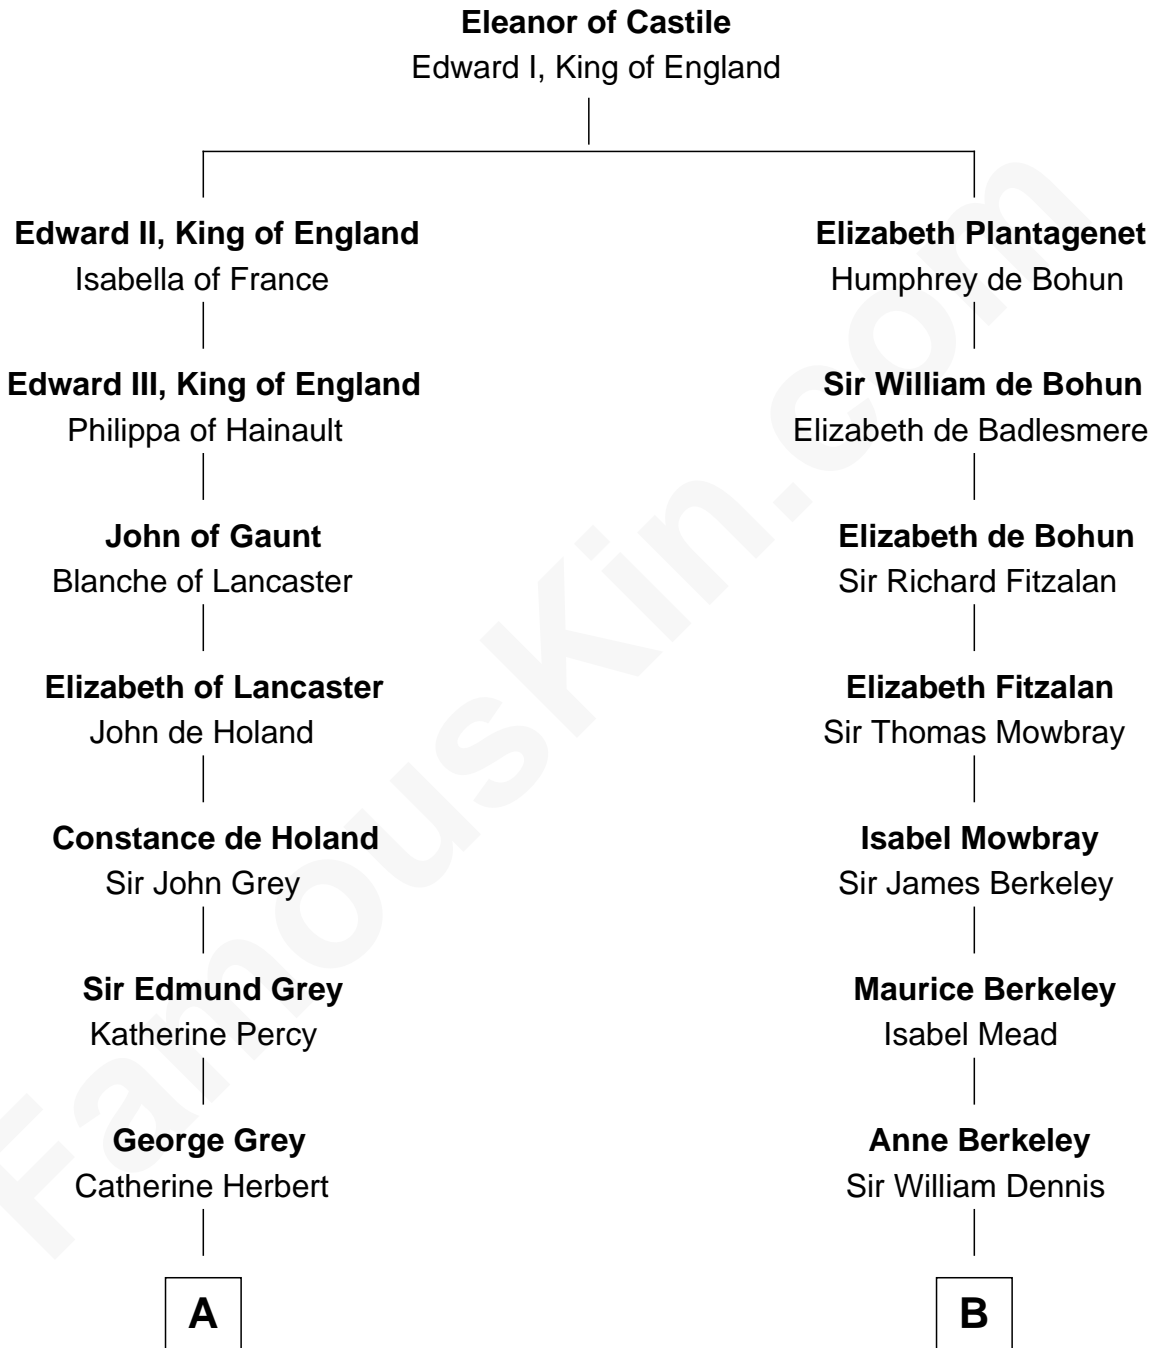 Eleanor of Castile
Edward I, King of England
Edward II, King of England
Isabella of France
Elizabeth Plantagenet
Humphrey de Bohun
Edward III, King of England
Philippa of Hainault
Sir William de Bohun
Elizabeth de Badlesmere
John of Gaunt
Blanche of Lancaster
Elizabeth de Bohun
Sir Richard Fitzalan
Elizabeth of Lancaster
John de Holand
Elizabeth Fitzalan
Sir Thomas Mowbray
Constance de Holand
Sir John Grey
Isabel Mowbray
Sir James Berkeley
Sir Edmund Grey
Katherine Percy
Maurice Berkeley
Isabel Mead
George Grey
Catherine Herbert
Anne Berkeley
Sir William Dennis
A
B
FamousKin.com